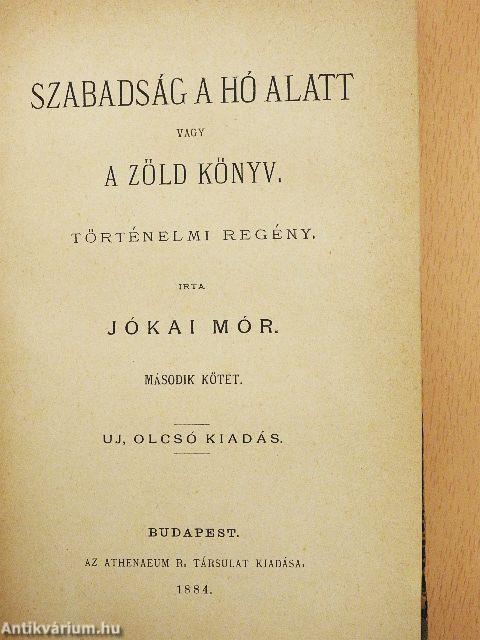 SZABADSÁG A HÓ ALATT
VAGY
A ZÖLD KÖNYV.
TÖRTÉNELMI REGÉNY.
IRTA
JÓKAI MÓR.
MÁSODIK KÖTET.
UJ, OLCSÓ KIADÁS.
BUDAPEST.
AZ ATHENAEUM R. TÁRSULAT KIADÁSA.
1884.
Antikvárium.hu